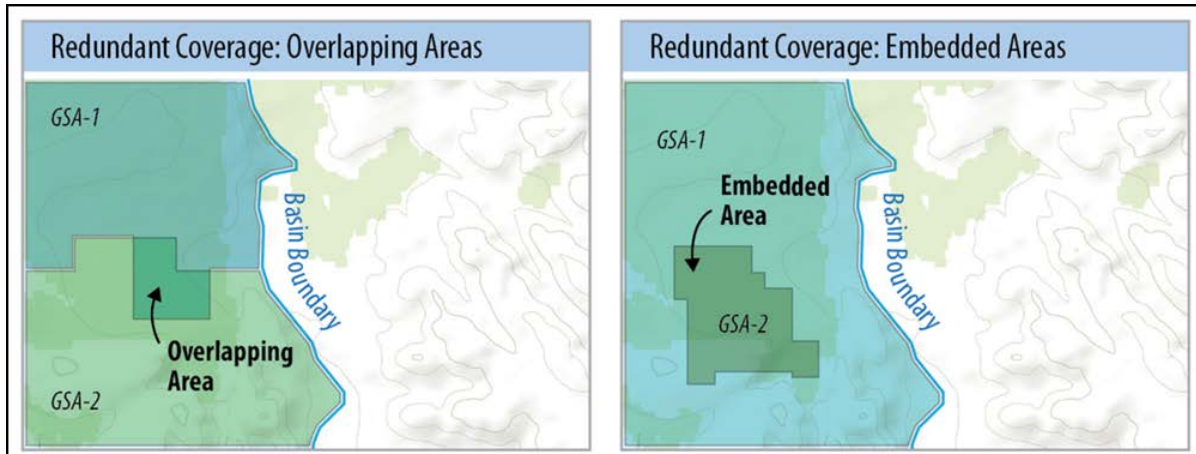 Redundant Coverage: Overlapping Areas
GSA-1
Basin Boundary
Overlapping
Area
GSA-2
Redundant Coverage: Embedded Areas
GSA-1
Embedded
Area
Basin Boundary
GSA-2